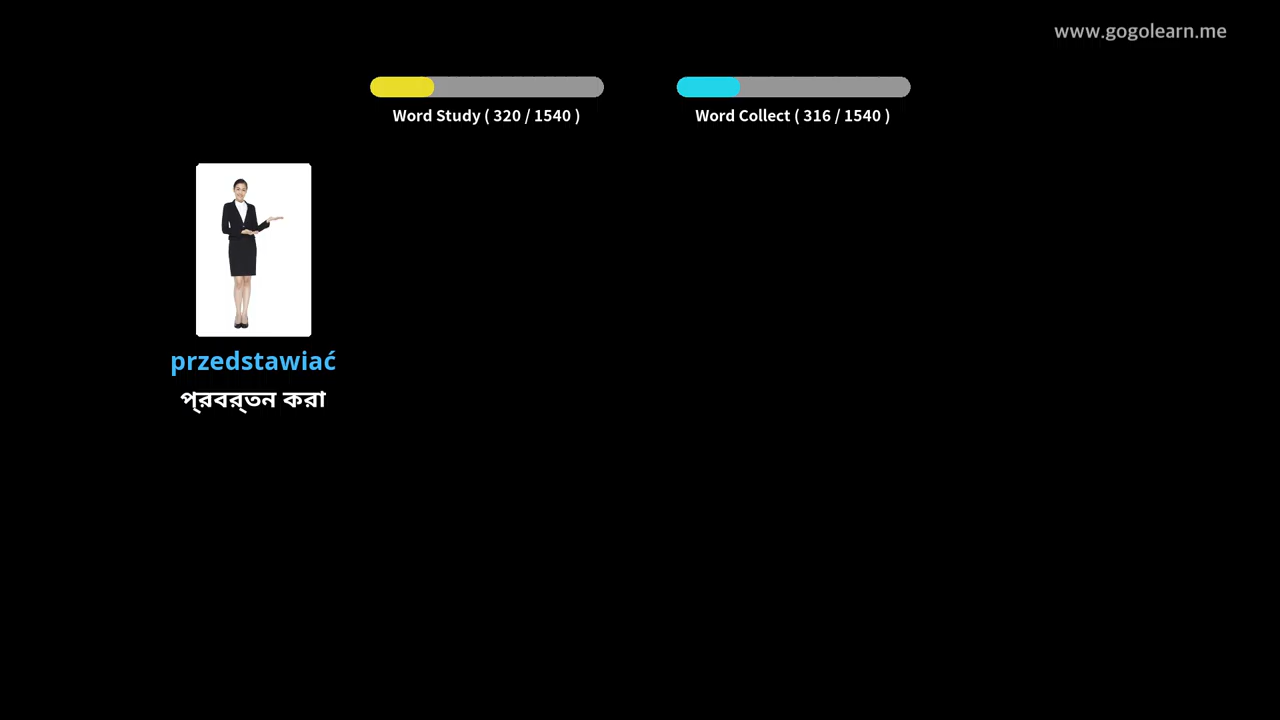 www.gogolearn.me
Word Study ( 320 / 1540 )
Word Collect ( 316 / 1540 )
przedstawiać
প্রবর্তন করা